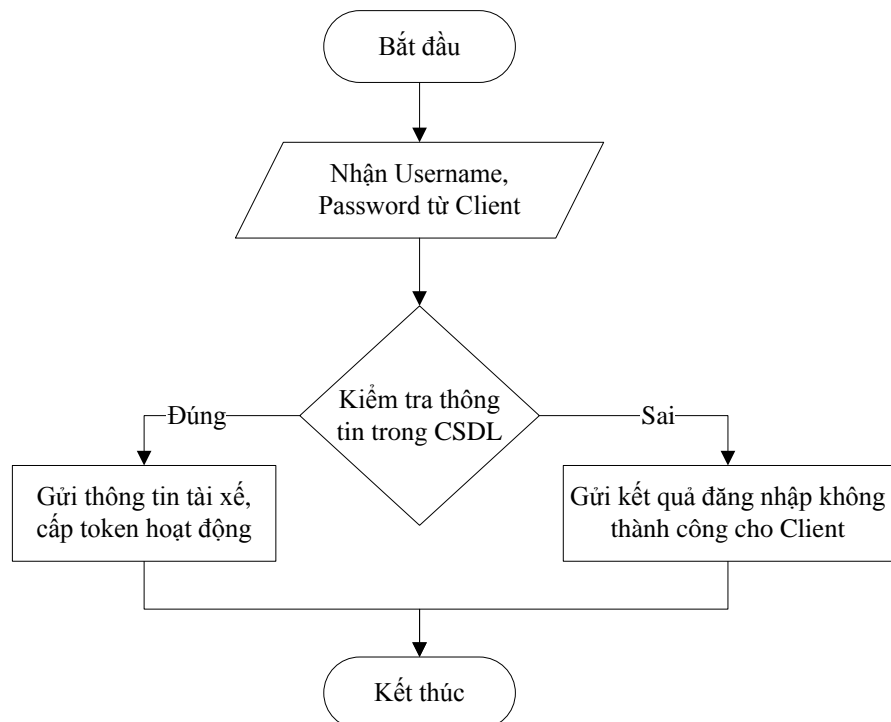 Bắt đầu
Nhận Username,
Password từ Client
Kiểm tra thông
tin trong CSDL
Đúng
Sai
Gửi thông tin tài xế,
cấp token hoạt động
Gửi kết quả đăng nhập không
thành công cho Client
Kết thúc